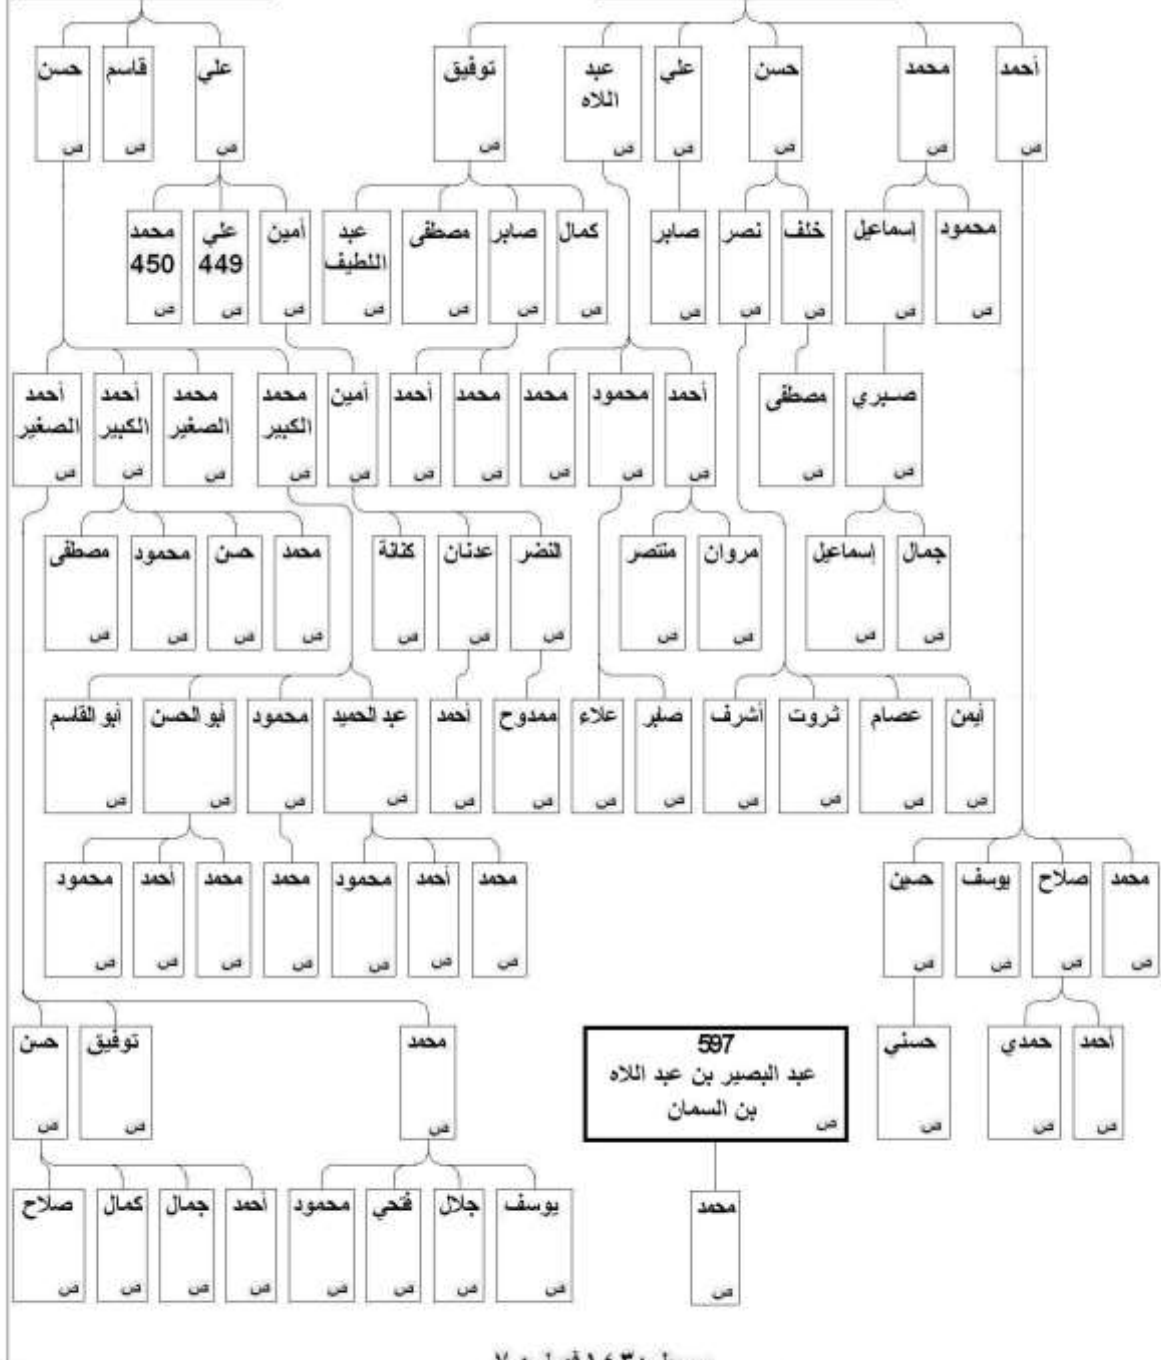 أحمد
محمد
حسن
علي
عبد
اللاه
توفيق
علي
قاسم
حسن
ص ص ص ص ص ص ص ص ص
محمود
إسماعيل
خلف
نصر
صابر
كمال
صابر
مصطفى
عبد
اللطيف
أمين
علي
449
محمد
450
ص ص ص ص ص ص ص ص ص ص ص ص
صبري
مصطفى
أحمد
محمود
محمد
محمد
أحمد
أمين
محمد
الكبير
محمد
الصغير
أحمد
الكبير
أحمد
الصغير
ص ص ص ص ص ص ص ص ص ص ص ص
جمال
إسماعيل
مروان
منتصر
النضر
عدنان
كنانة
محمد
حسن
محمود
مصطفى
ص ص ص ص ص ص ص ص ص ص ص
أيمن
عصام
ثروت
أشرف
صابر
علاء
ممدوح
أحمد
عبد الحميد
محمود
أبو الحسن
أبو القاسم
ص ص ص ص ص ص ص ص ص ص ص ص
محمد
صلاح
يوسف
حسين
محمد
أحمد
محمود
محمد
محمد
أحمد
محمود
ص ص ص ص ص ص ص ص ص ص ص
أحمد
حمدي
حسني
597
عبد البصير بن عبد اللاه
بن السمان
محمد
توفيق
حسن
ص ص ص ص ص ص ص
محمد
يوسف
جلال
فتحي
محمود
أحمد
جمال
كمال
صلاح
ص ص ص ص ص ص ص ص ص